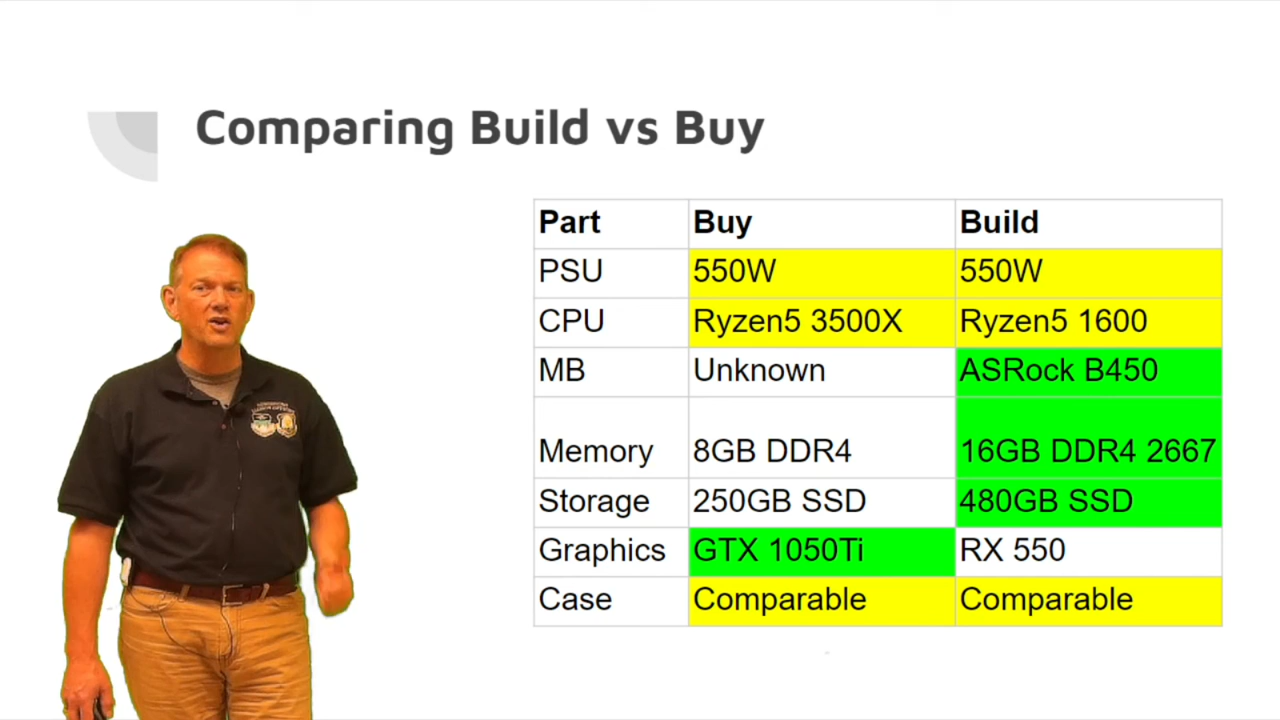 Comparing Build vs Buy
Part Buy Build
PSU 550W 550W
CPU Ryzen5 3500X Ryzen5 1600
MB Unknown ASRock B450
Memory 8GB DDR4 16GB DDR4 2667
Storage 250GB SSD 480GB SSD
Graphics GTX 1050Ti RX 550
Case Comparable Comparable